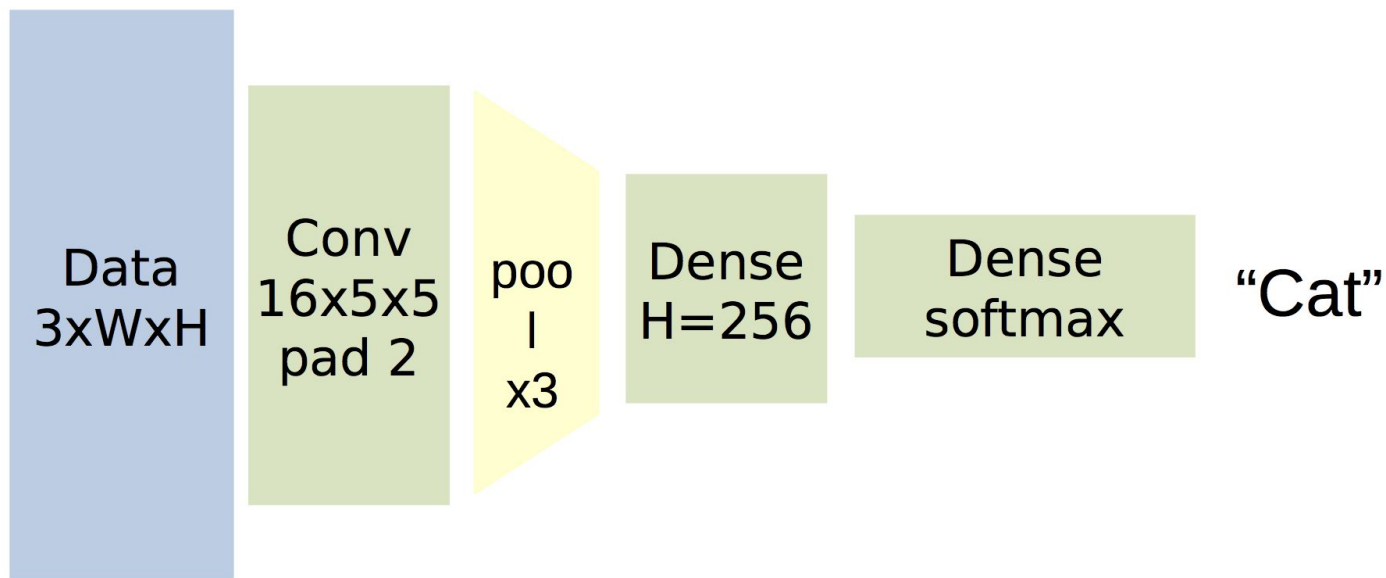 Data
3xWxH
Conv
16x5x5
pad 2
poo
l
x3
Dense
H=256
Dense
softmax
“Cat”